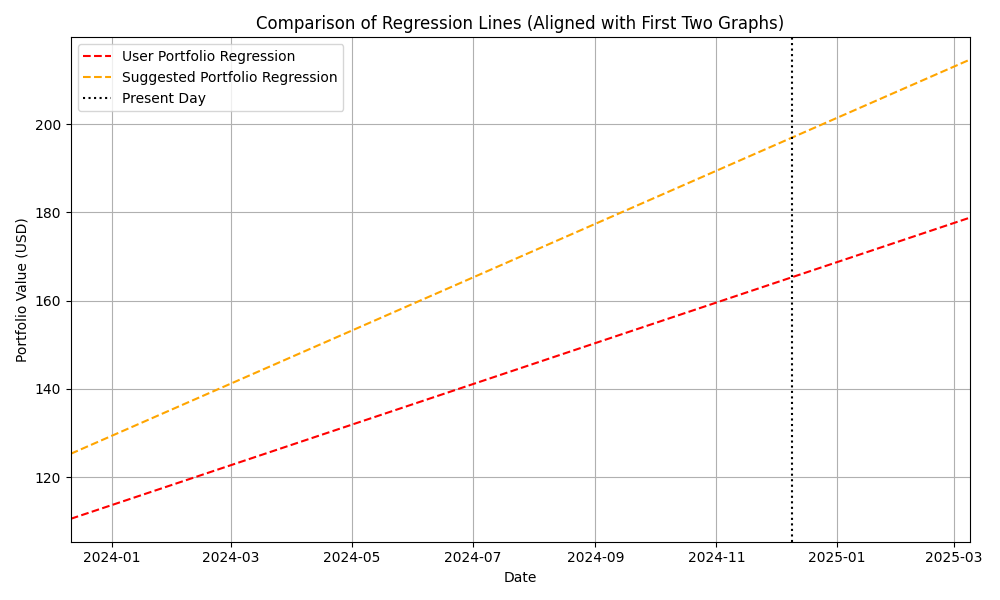 Comparison of Regression Lines (Aligned with First Two Graphs)
User Portfolio Regression
Suggested Portfolio Regression
Present Day
Portfolio Value (USD)
200
180
160
140
120
2024-01 2024-03 2024-05 2024-07 2024-09 2024-11 2025-01 2025-03
Date